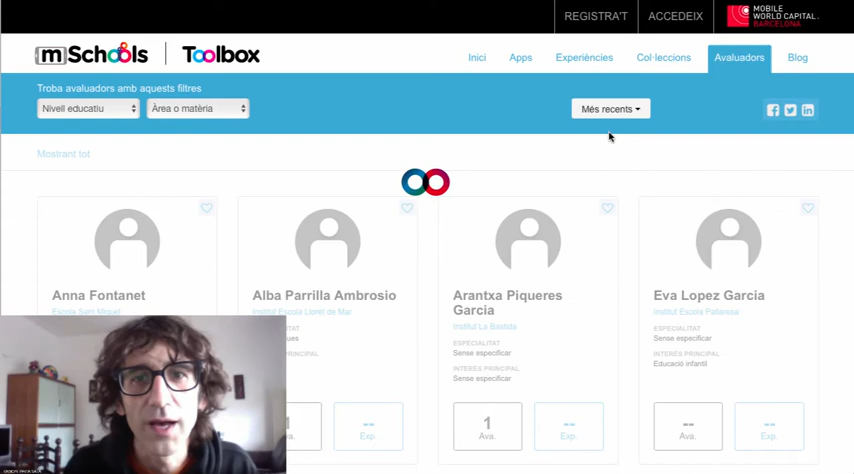 REGISTRA'T
ACCEDEIX
MOBILE
WORLD CAPITAL.
BARCELONA
mSchools
Toolbox
Inici
Apps
Experiències
Col·leccions
Avaluadors
Blog
Troba avaluadors amb aquests filtres
Nivell educatiu
Àrea o matèria
Més recents
Mostrant tot
Anna Fontanet
Escola Sant Miquel
Alba Parrilla Ambrosio
Institut Escola Lloret de Mar
Arantxa Piqueres
Garcia
Institut La Bastida
ESPECIALITAT
Sense especificar
INTERÈS PRINCIPAL
Sense especificar
1
Ava.
--
Exp.
Eva Lopez Garcia
ESPECIALITAT
Sense especificar
INTERÈS PRINCIPAL
Educació infantil
--
Ava.
--
Exp.
--
Exp.